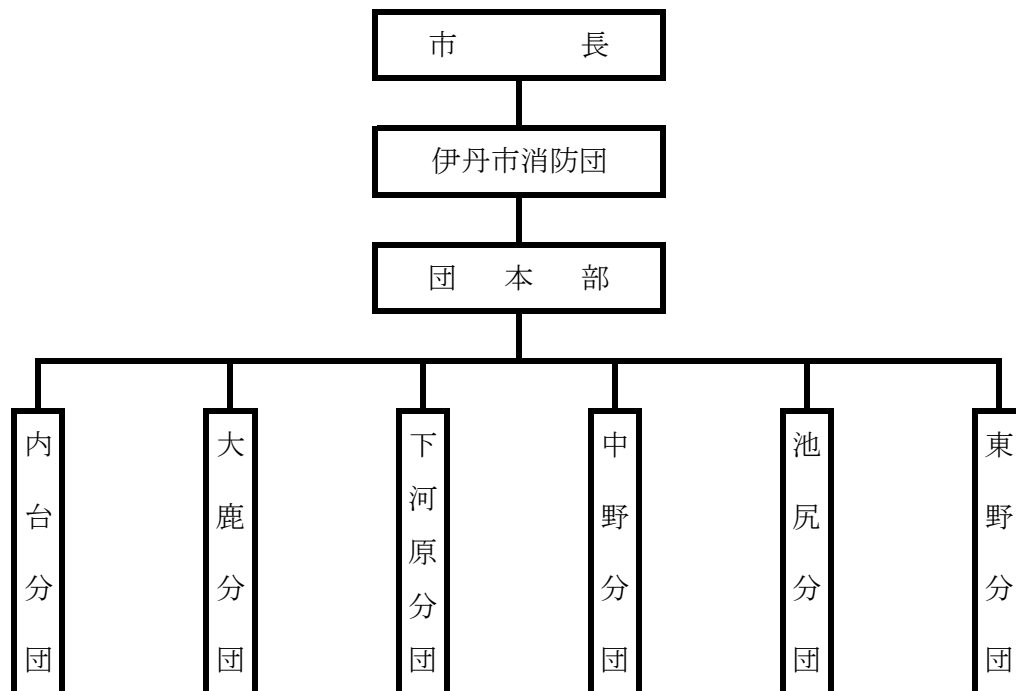 市長
伊丹市消防団
団本部
内台分団
大鹿分団
下河原分団
中野分団
池尻分団
東野分団